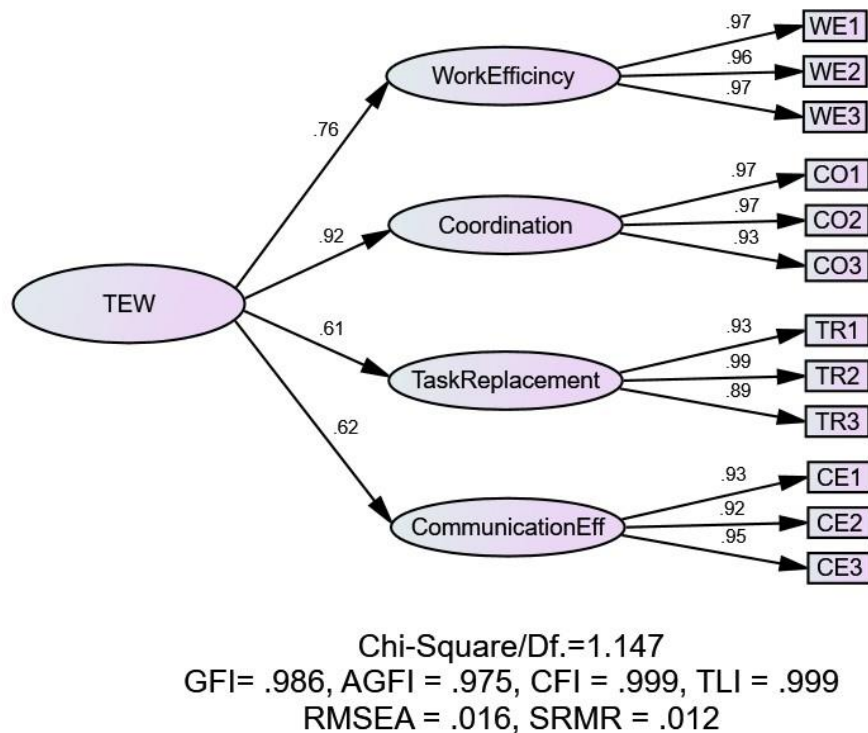 WorkEfficincy
.97
WE1
.96
WE2
.97
WE3
.76
Coordination
.97
CO1
.97
CO2
.93
CO3
.92
TEW
TaskReplacement
.93
TR1
.99
TR2
.89
TR3
.61
CommunicationEff
.93
CE1
.92
CE2
.95
CE3
.62
Chi-Square/Df.=1.147
GFI= .986, AGFI = .975, CFI = .999, TLI = .999
RMSEA = .016, SRMR = .012